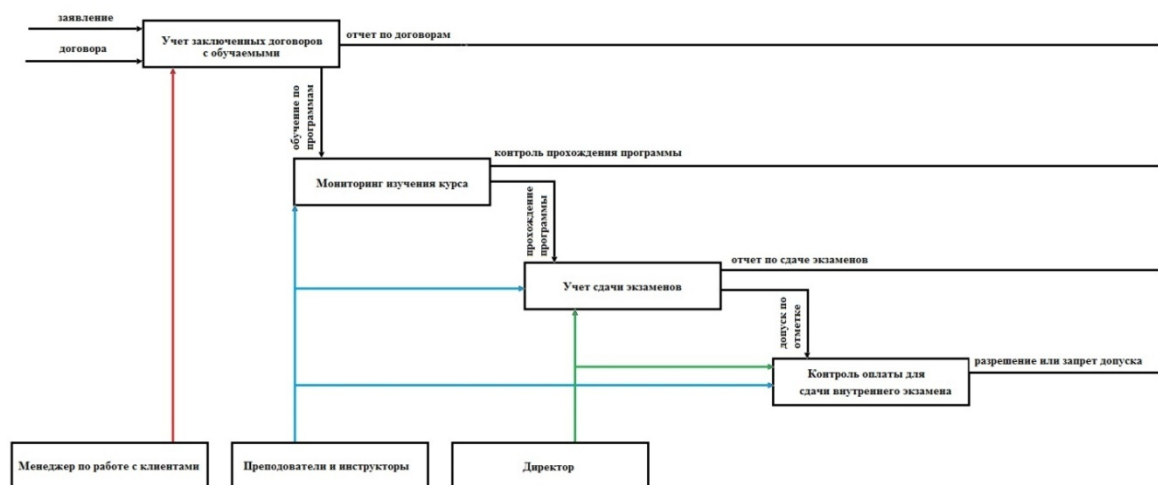 заявление
договора
Учет заключенных договоров
с обучаемыми
отчет по договорам
обучение по
программам
Мониторинг изучения курса
контроль прохождения программы
прохождение
программы
Учет сдачи экзаменов
отчет по сдаче экзаменов
допуск по
отметке
Контроль оплаты для
сдачи внутреннего экзамена
разрешение или запрет допуска
Менеджер по работе с клиентами
Преподователи и инструкторы
Директор